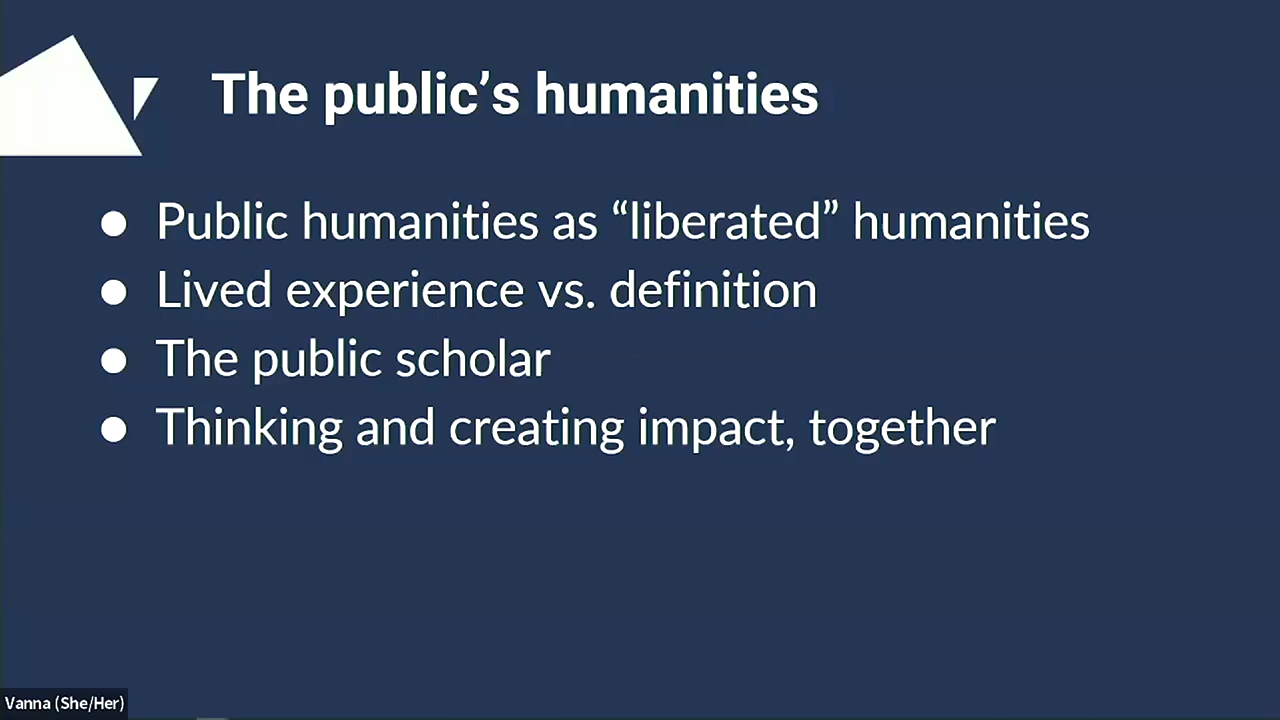 The public’s humanities
● Public humanities as “liberated” humanities
● Lived experience vs. definition
● The public scholar
● Thinking and creating impact, together
Vanna (She/Her)